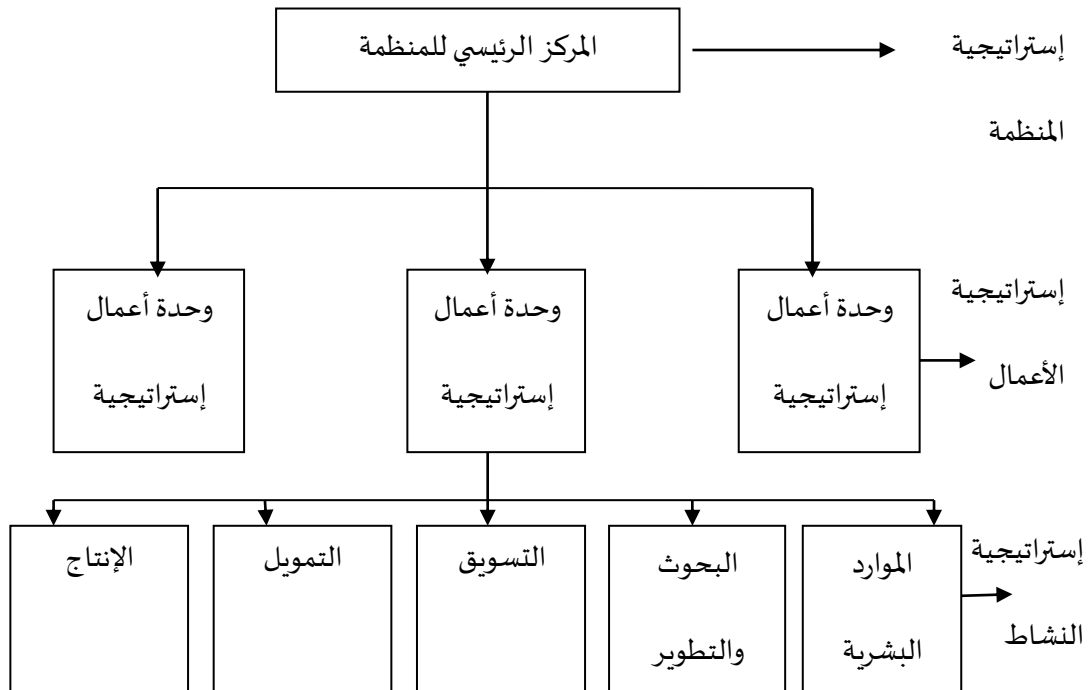 المركز الرئيسي للمنظمة
إستراتيجية
المنظمة
وحدة أعمال
إستراتيجية
وحدة أعمال
إستراتيجية
وحدة أعمال
إستراتيجية
إستراتيجية
الأعمال
الموارد
البشرية
البحوث
والتطوير
التسويق
التمويل
الإنتاج
إستراتيجية
النشاط